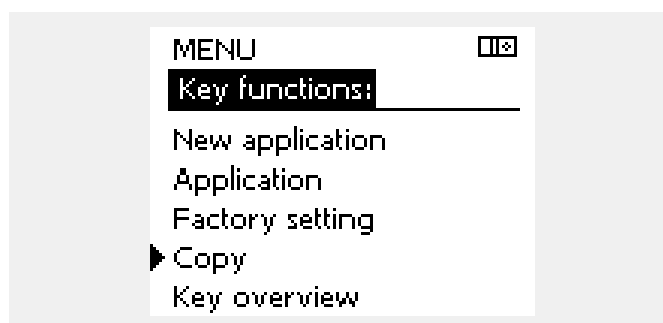 MENU
Key functions:
New application
Application
Factory setting
Copy
Key overview